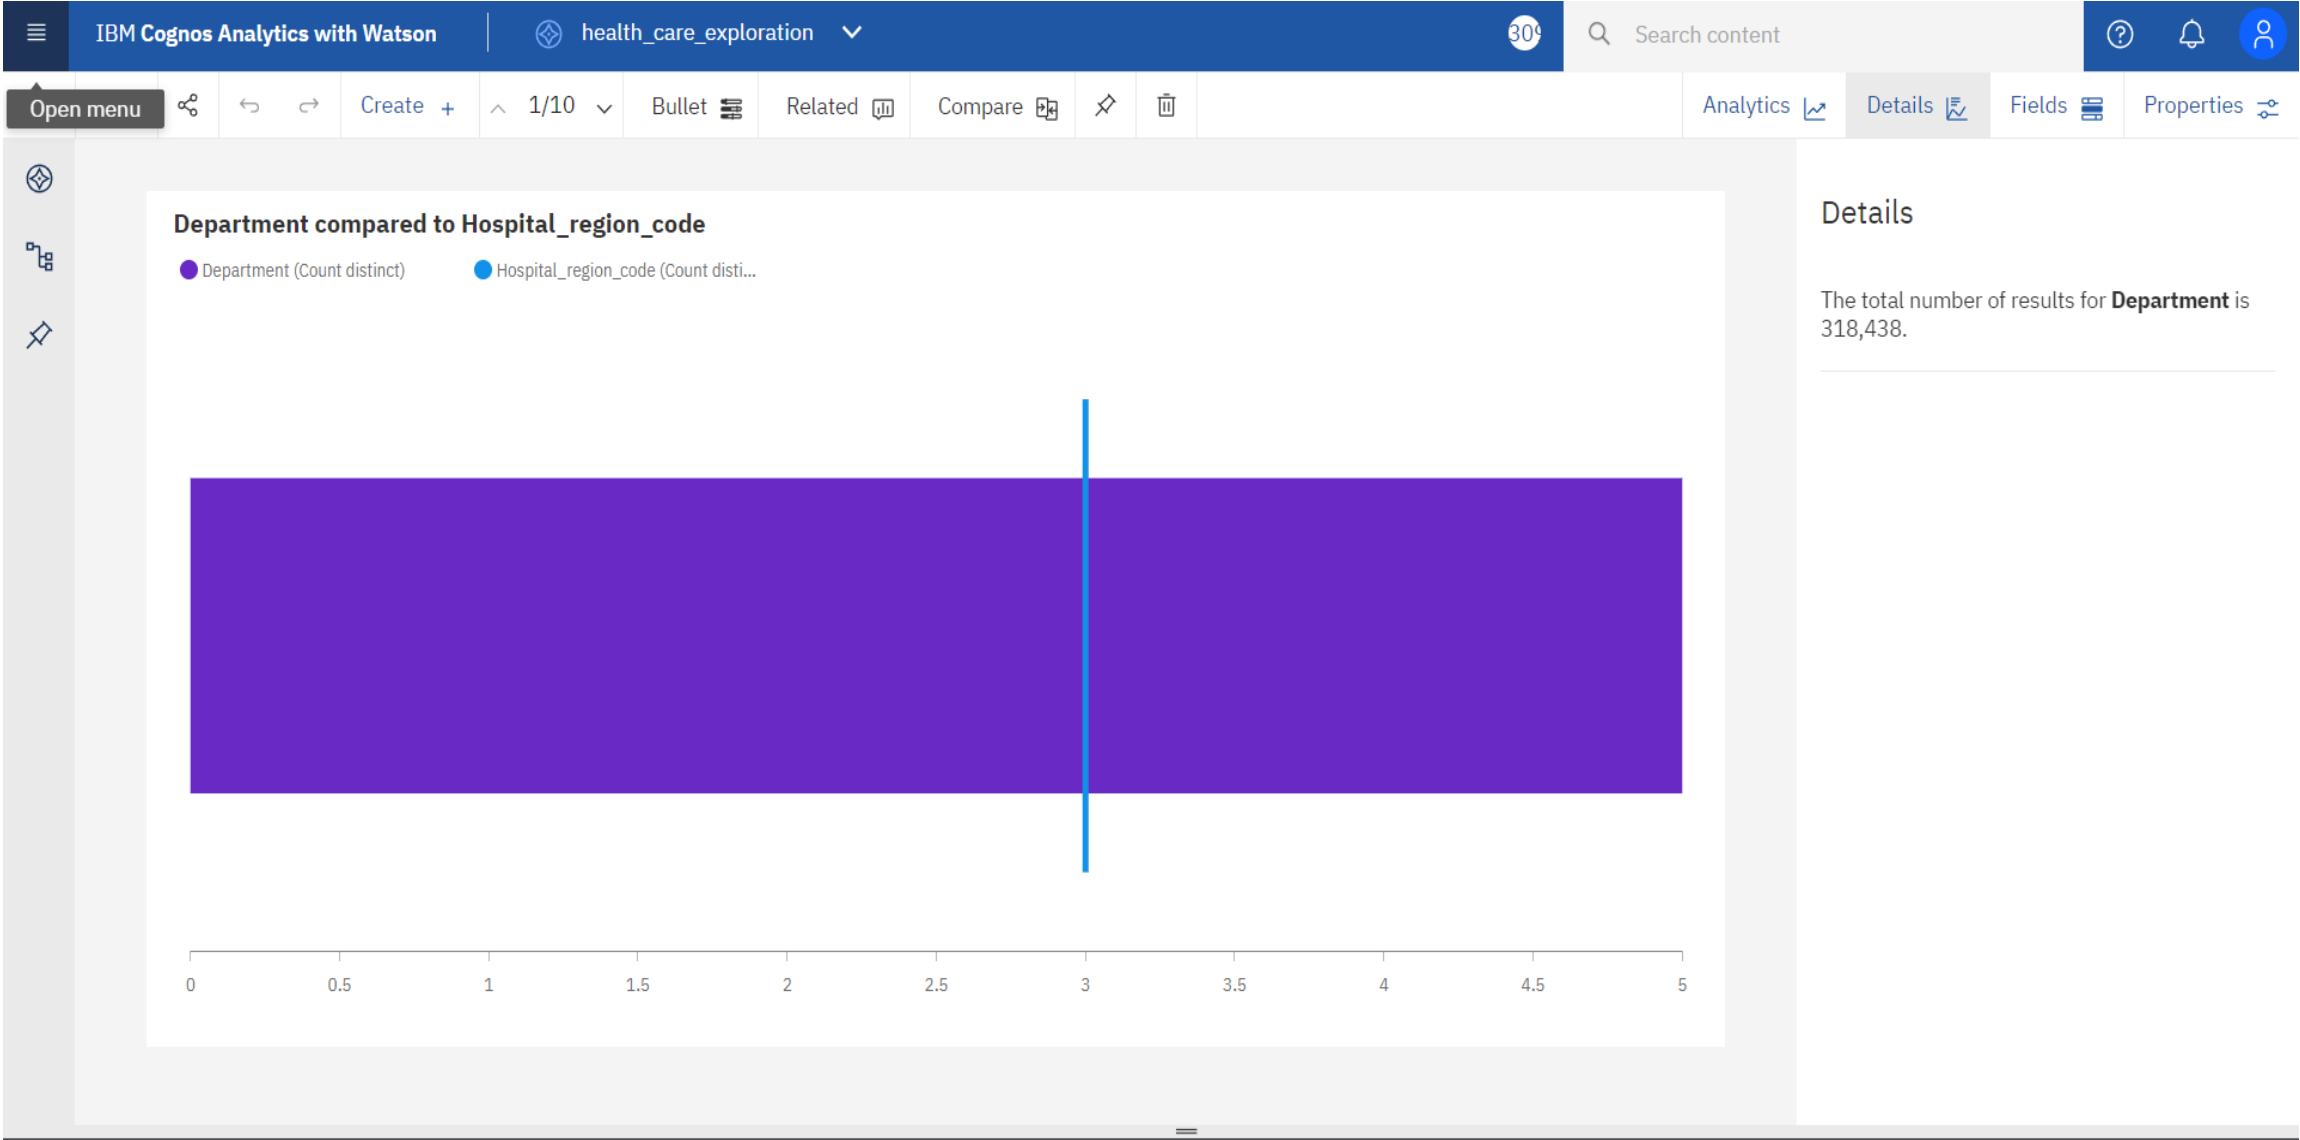 IBM Cognos Analytics with Watson health_care_exploration Search content
Open menu Create + 1/10 Bullet Related Compare Analytics Details Fields Properties
Department compared to Hospital_region_code
Department (Count distinct) Hospital_region_code (Count disti...
0 0.5 1 1.5 2 2.5 3 3.5 4 4.5 5
Details
The total number of results for Department is
318,438.